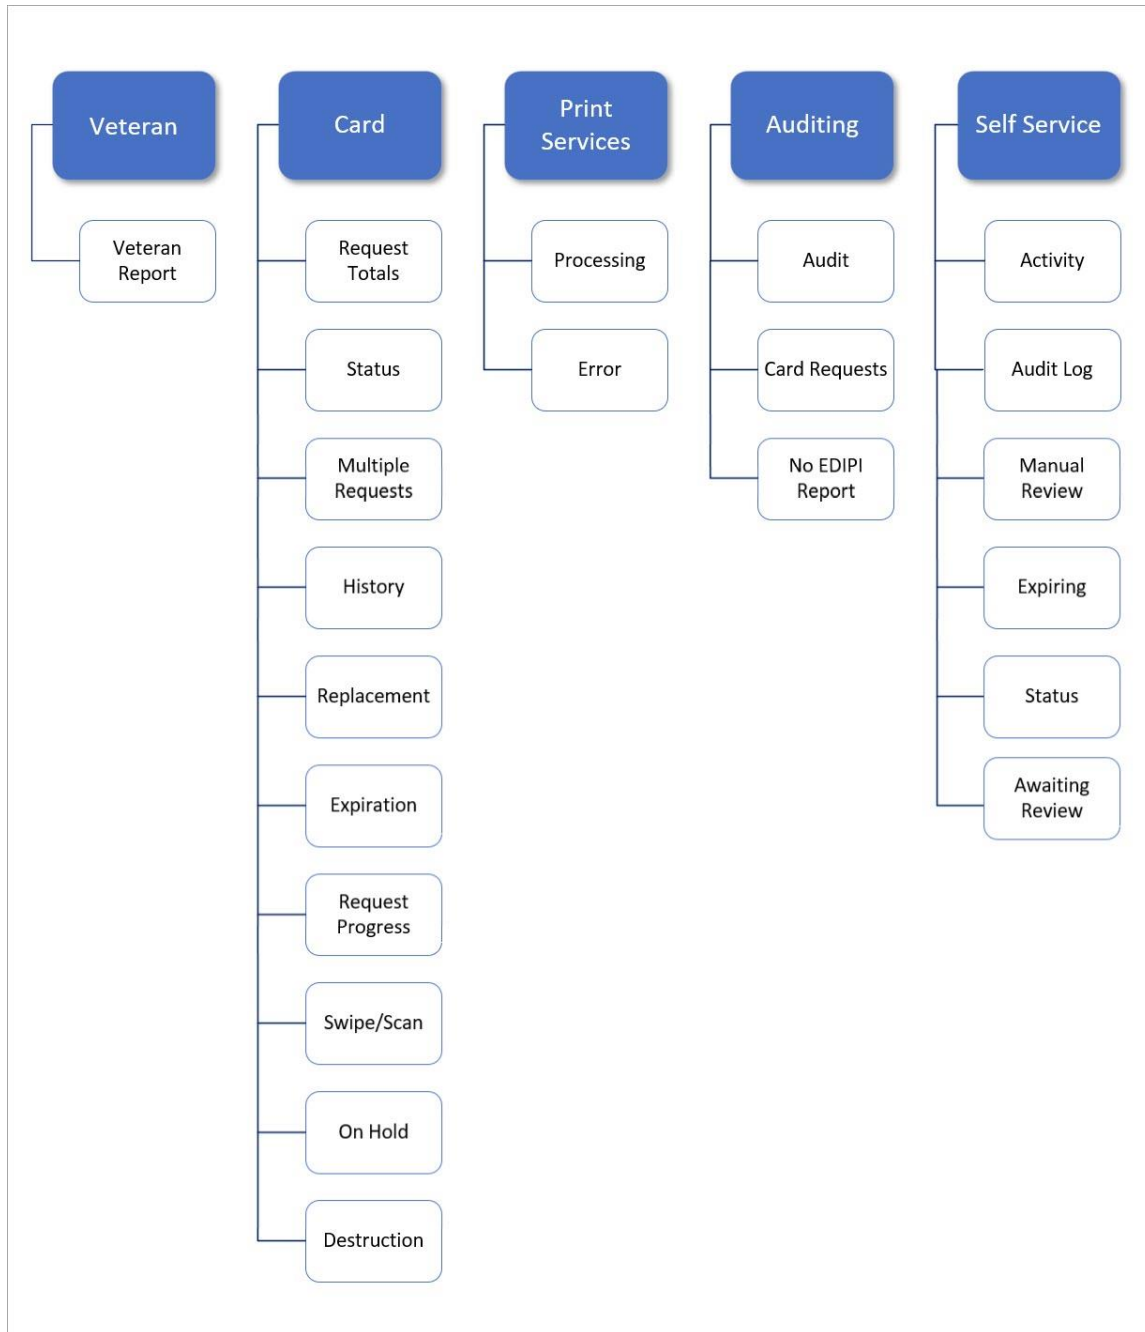 Veteran
Veteran
Report
Card
Request
Totals
Status
Multiple
Requests
History
Replacement
Expiration
Request
Progress
Swipe/Scan
On Hold
Destruction
Print
Services
Processing
Error
Auditing
Audit
Card Requests
No EDIPI
Report
Self Service
Activity
Audit Log
Manual
Review
Expiring
Status
Awaiting
Review